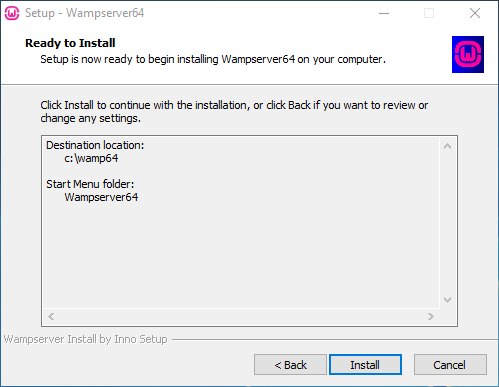 Setup - Wampserver64
Ready to Install
Setup is now ready to begin installing Wampserver64 on your computer.
Click Install to continue with the installation, or click Back if you want to review or
change any settings.
Destination location:
c:\wamp64
Start Menu folder:
Wampserver64
Wampserver Install by Inno Setup
< Back
Install
Cancel